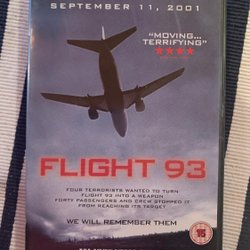 SEPTEMBER 11, 2001
"MOVING...
TERRIFYING"
FLIGHT 93
FOUR TERRORISTS WANTED TO TURN
FLIGHT 93 INTO A WEAPON
FORTY PASSENGERS AND CREW STOPPED IT
FROM REACHING ITS TARGET
WE WILL REMEMBER THEM
15